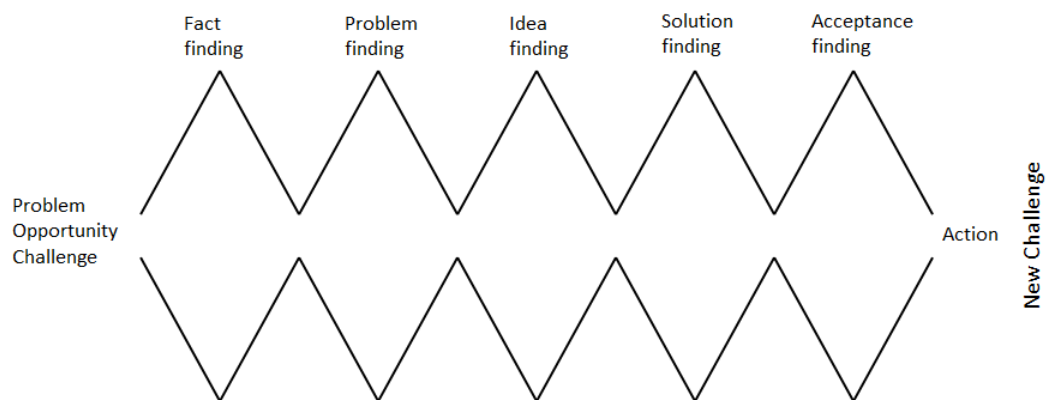 Fact
finding
Problem
finding
Idea
finding
Solution
finding
Acceptance
finding
Problem
Opportunity
Challenge
Action
New Challenge